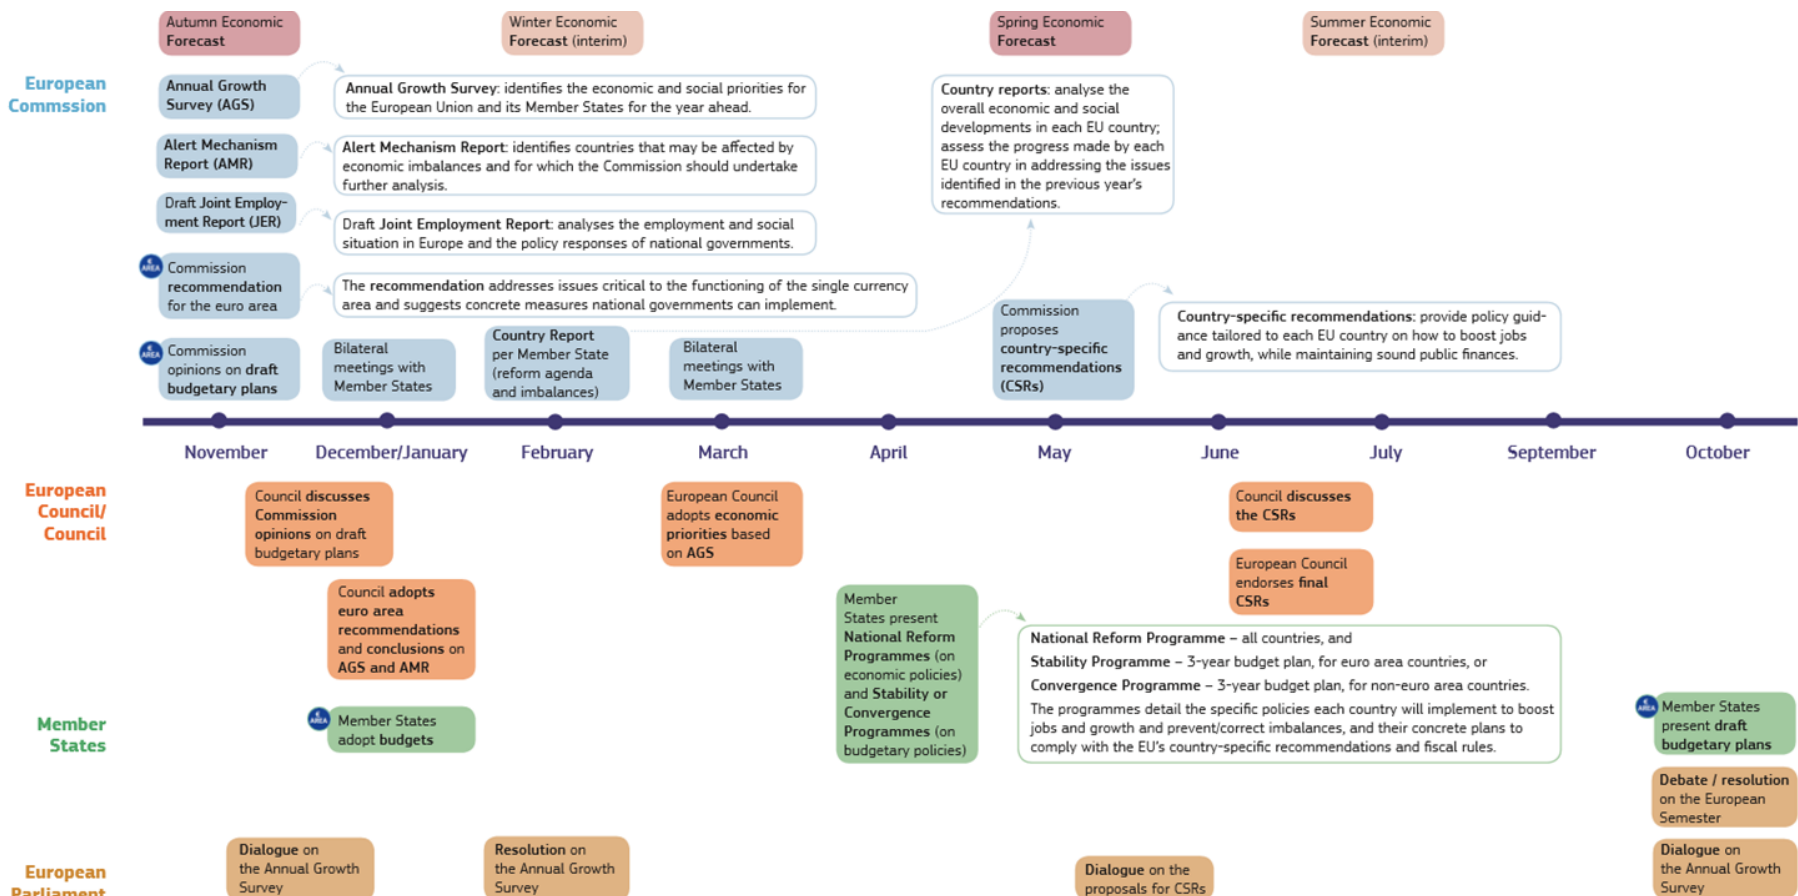 Autumn Economic
Forecast
Winter Economic
Forecast (interim)
Spring Economic
Forecast
Summer Economic
Forecast (interim)
European
Commssion
Annual Growth
Survey (AGS)
Annual Growth Survey: identifies the economic and social priorities for
the European Union and its Member States for the year ahead.
Alert Mechanism
Report (AMR)
Alert Mechanism Report: identifies countries that may be affected by
economic imbalances and for which the Commission should undertake
further analysis.
Draft Joint Employ-
ment Report (JER)
Draft Joint Employment Report: analyses the employment and social
situation in Europe and the policy responses of national governments.
€
AREA
Commission
recommendation
for the euro area
The recommendation addresses issues critical to the functioning of the single currency
area and suggests concrete measures national governments can implement.
Country reports: analyse the
overall economic and social
developments in each EU country;
assess the progress made by each
EU country in addressing the issues
identified in the previous year's
recommendations.
€
AREA
Commission
opinions on draft
budgetary plans
Bilateral
meetings with
Member States
Country Report
per Member State
(reform agenda
and imbalances)
Bilateral
meetings with
Member States
Commission
proposes
country-specific
recommendations
(CSRs)
Country-specific recommendations: provide policy guid-
ance tailored to each EU country on how to boost jobs
and growth, while maintaining sound public finances.
November
December/January
February
March
April
May
June
July
September
October
European
Council/
Council
Council discusses
Commission
opinions on draft
budgetary plans
European Council
adopts economic
priorities based
on AGS
Council discusses
the CSRs
European Council
endorses final
CSRs
Council adopts
euro area
recommendations
and conclusions on
AGS and AMR
Member
States
€
AREA
Member States
adopt budgets
Member
States present
National Reform
Programmes (on
economic policies)
and Stability or
Convergence
Programmes (on
budgetary policies)
National Reform Programme – all countries, and
Stability Programme – 3-year budget plan, for euro area countries, or
Convergence Programme – 3-year budget plan, for non-euro area countries.
The programmes detail the specific policies each country will implement to boost
jobs and growth and prevent/correct imbalances, and their concrete plans to
comply with the EU's country-specific recommendations and fiscal rules.
€
AREA
Member States
present draft
budgetary plans
Debate / resolution
on the European
Semester
European
Parliament
Dialogue on
the Annual Growth
Survey
Resolution on
the Annual Growth
Survey
Dialogue on the
proposals for CSRs
Dialogue on
the Annual Growth
Survey